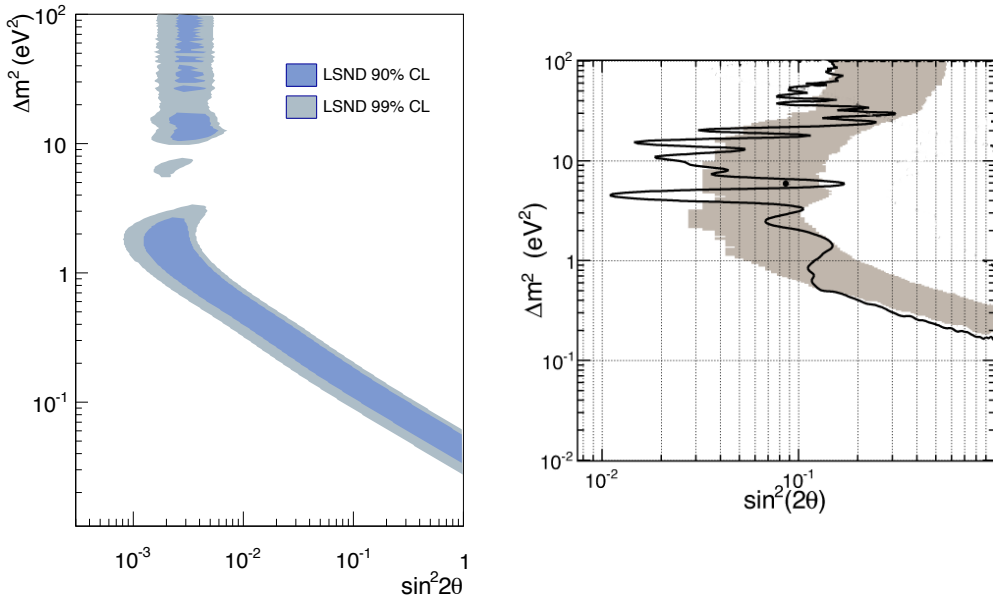 Δm² (eV²)
10²
10
1
10⁻¹
LSND 90% CL
LSND 99% CL
10⁻³
10⁻²
10⁻¹
1
sin²2θ
Δm² (eV²)
10²
10
1
10⁻¹
10⁻²
10⁻²
10⁻¹
sin²(2θ)